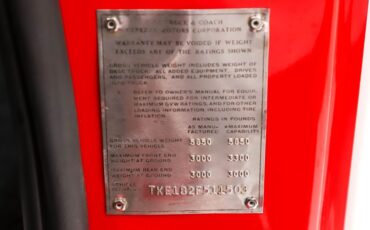 TRUCK & COACH
MOTORS CORPORATION
WARRANTY MAY BE VOIDED IF WEIGHT
EXCEEDS ANY OF THE RATINGS SHOWN
GROSS VEHICLE WEIGHT INCLUDES WEIGHT OF
BASE TRUCK, ALL ADDED EQUIPMENT, DRIVER
AND PASSENGERS, AND ALL PROPERTY LOADED
TRUCK
REFER TO OWNER'S MANUAL FOR EQUIP-
MENT REQUIRED FOR INTERMEDIATE OR
MAXIMUM GVW RATINGS, AND FOR OTHER
LOADING INFORMATION, INCLUDING TIRE
INFLATION.
RATINGS IN POUNDS
AS MANU- MAXIMUM
FACTURED CAPABILITY
GROSS VEHICLE WEIGHT
FOR THIS VEHICLE 5850 5850
MAXIMUM FRONT END
WEIGHT AT GROUND 3000 3300
MAXIMUM REAR END
WEIGHT AT GROUND 3000 3000
VEHICLE TXE182F511503